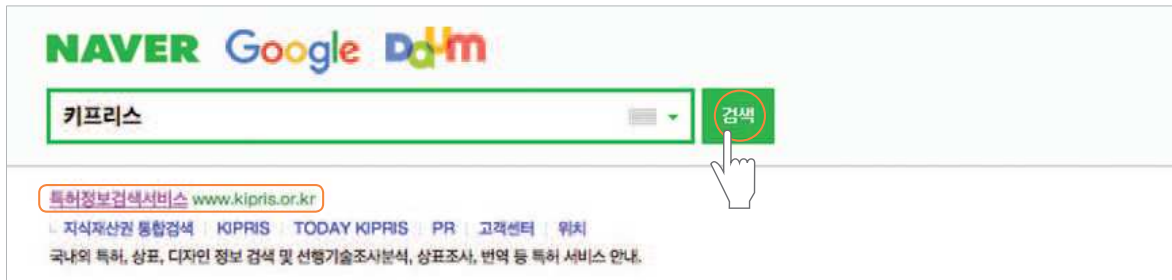 NAVER Google Daum
키프리스 검색
특허정보검색서비스 www.kipris.or.kr
지식재산권 통합검색 KIPRIS TODAY KIPRIS PR 고객센터 위치
국내외 특허, 상표, 디자인 정보 검색 및 선행기술조사분석, 상표조사, 번역 등 특허 서비스 안내.